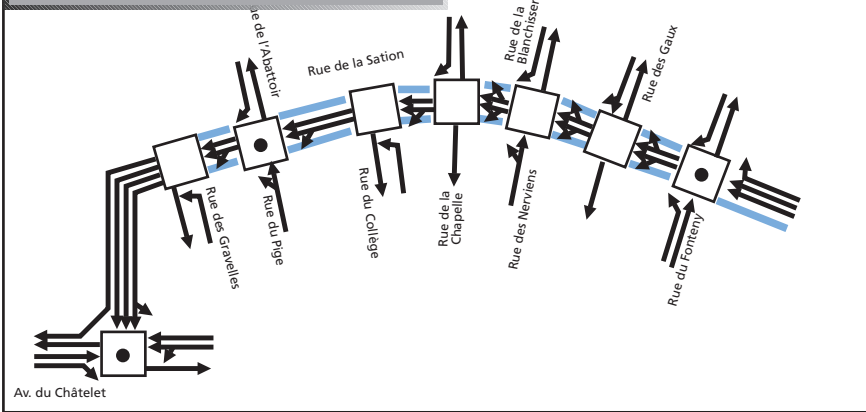 ue de l'Abattoir
Rue de la Sation
Rue de la
Blanchisser
Rue des Gaux
Rue des Gravelles
Rue du Pige
Rue du Collège
Rue de la
Chapelle
Rue des Nerviens
Rue du Fonteny
Av. du Châtelet